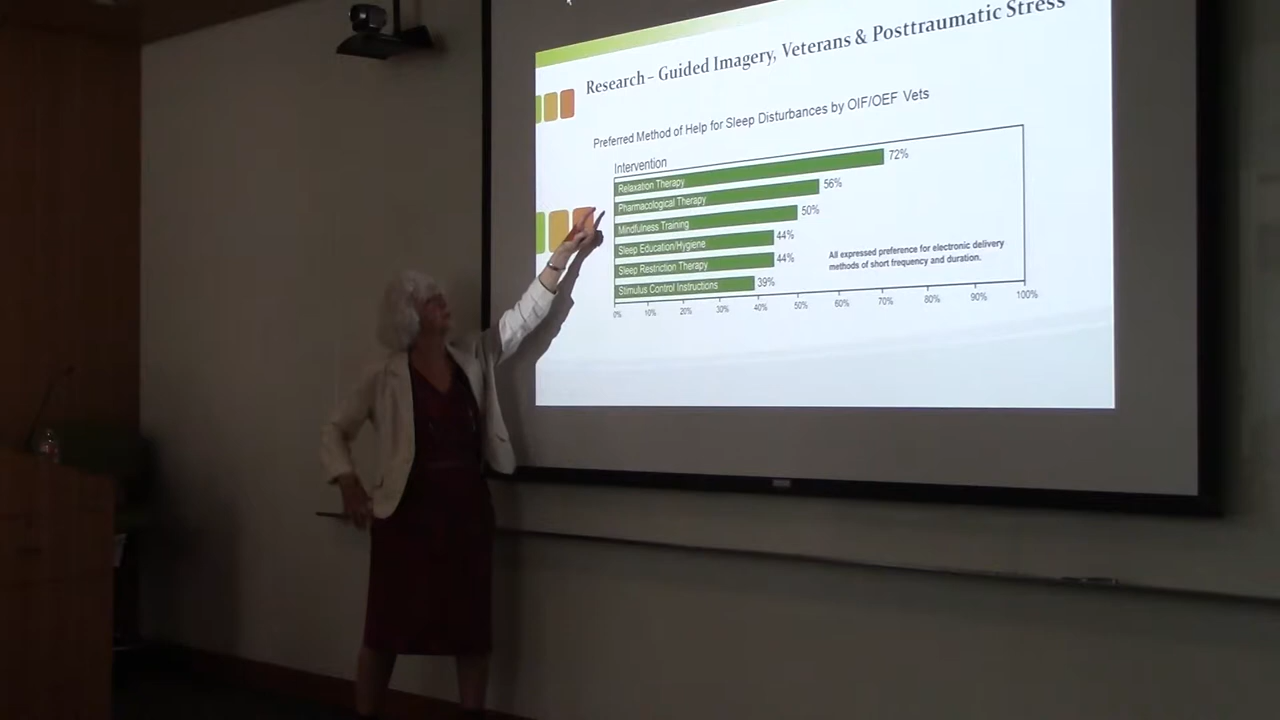 Research – Guided Imagery, Veterans & Posttraumatic Stress
Preferred Method of Help for Sleep Disturbances by OIF/OEF Vets
Intervention
Relaxation Therapy 72%
Pharmacological Therapy 56%
Mindfulness Training 50%
Sleep Education/Hygiene 44%
Sleep Restriction Therapy 44%
Stimulus Control Instructions 39%
All expressed preference for electronic delivery
methods of short frequency and duration.
0% 10% 20% 30% 40% 50% 60% 70% 80% 90% 100%